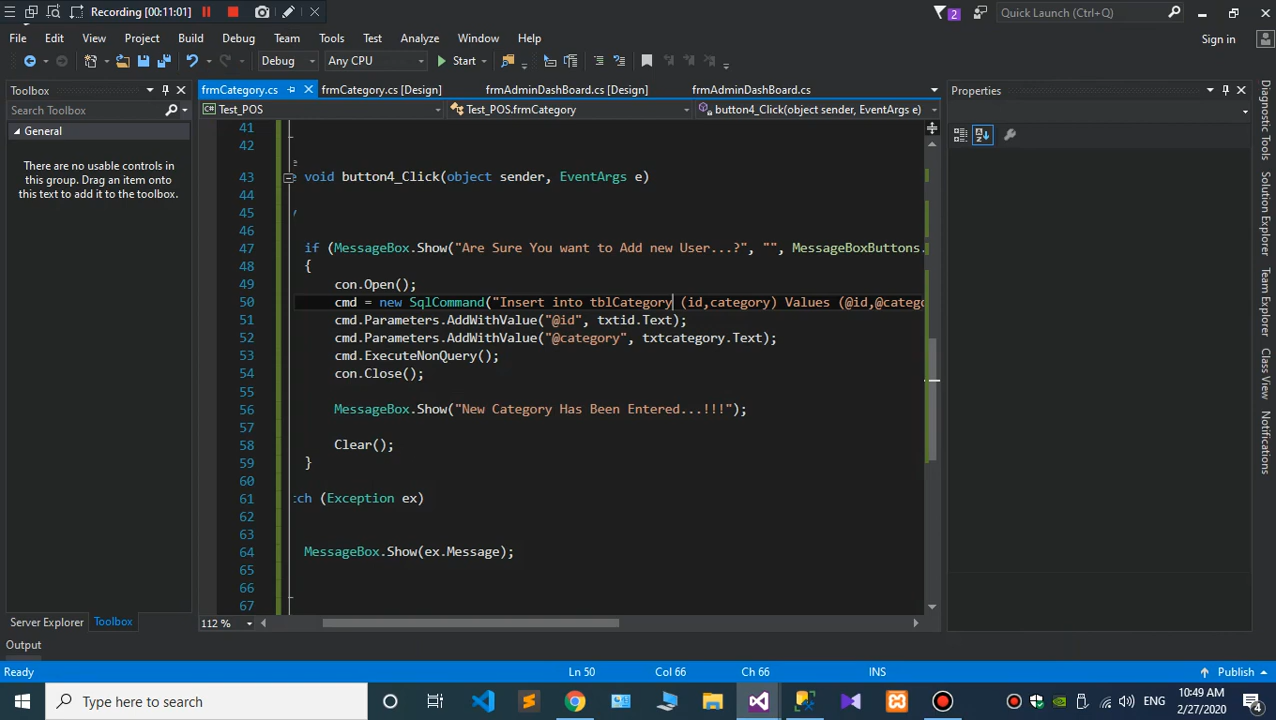 Recording [00:11:01]
2
Quick Launch (Ctrl+Q)
File Edit View Project Build Debug Team Tools Test Analyze Window Help
Sign in
Debug Any CPU Start
Toolbox
frmCategory.cs frmCategory.cs [Design] frmAdminDashBoard.cs [Design] frmAdminDashBoard.cs
Properties
Search Toolbox
Test_POS Test_POS.frmCategory button4_Click(object sender, EventArgs e)
General
There are no usable controls in
this group. Drag an item onto
this text to add it to the toolbox.
41
42
43 void button4_Click(object sender, EventArgs e)
44
45
46
47 if (MessageBox.Show("Are Sure You want to Add new User...?", "", MessageBoxButtons.
48 {
49 con.Open();
50 cmd = new SqlCommand("Insert into tblCategory (id,category) Values (@id,@catego
51 cmd.Parameters.AddWithValue("@id", txtid.Text);
52 cmd.Parameters.AddWithValue("@category", txtcategory.Text);
53 cmd.ExecuteNonQuery();
54 con.Close();
55
56 MessageBox.Show("New Category Has Been Entered...!!!");
57
58 Clear();
59 }
60
61 tch (Exception ex)
62
63
64 MessageBox.Show(ex.Message);
65
66
67
Diagnostic Tools
Solution Explorer
Class View
Notifications
Server Explorer Toolbox
112 %
Output
Ready Ln 50 Col 66 Ch 66 INS Publish
Type here to search
ENG
10:49 AM
2/27/2020
4